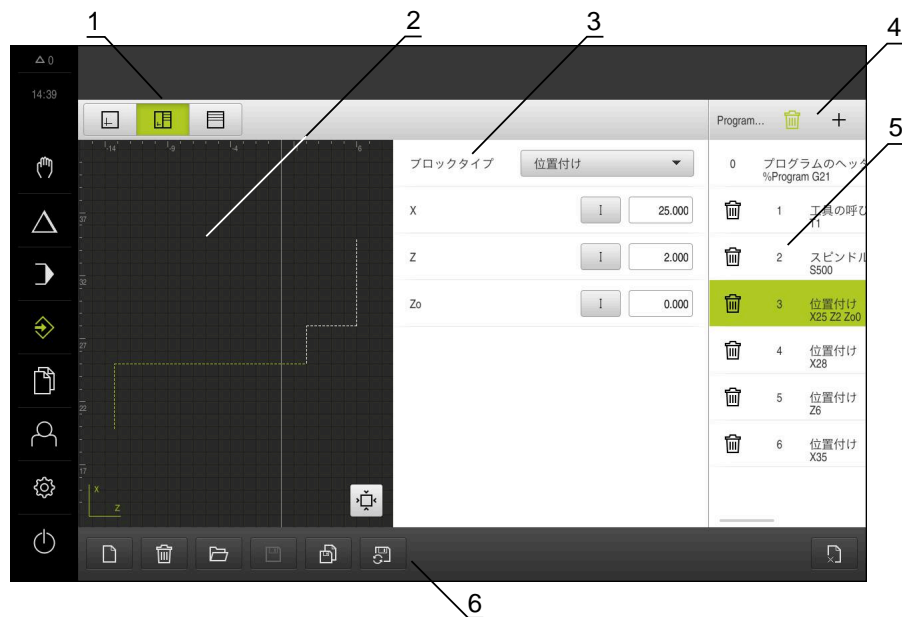 1
2
3
4
5
6
0
14:39
Program...
-14
-9
-4
6
37
32
27
22
17
X
Z
ブロックタイプ
位置付け
X
I
25.000
Z
I
2.000
Zo
I
0.000
0
プログラムのヘッタ
%Program G21
1
工具の呼び
T1
2
スピンドル
S500
3
位置付け
X25 Z2 Zo0
4
位置付け
X28
5
位置付け
Z6
6
位置付け
X35